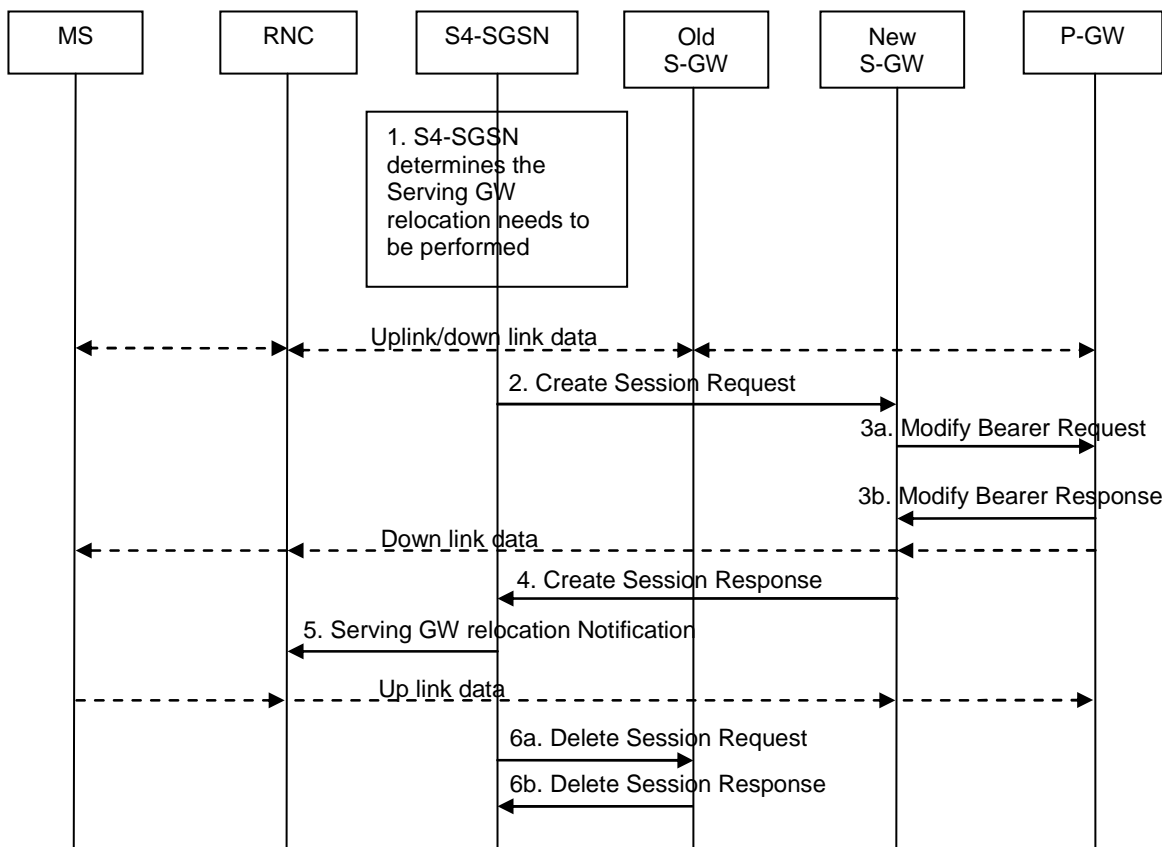 MS
RNC
S4-SGSN
Old
S-GW
New
S-GW
P-GW
1. S4-SGSN
determines the
Serving GW
relocation needs to
be performed
Uplink/down link data
2. Create Session Request
3a. Modify Bearer Request
3b. Modify Bearer Response
Down link data
4. Create Session Response
5. Serving GW relocation Notification
Up link data
6a. Delete Session Request
6b. Delete Session Response